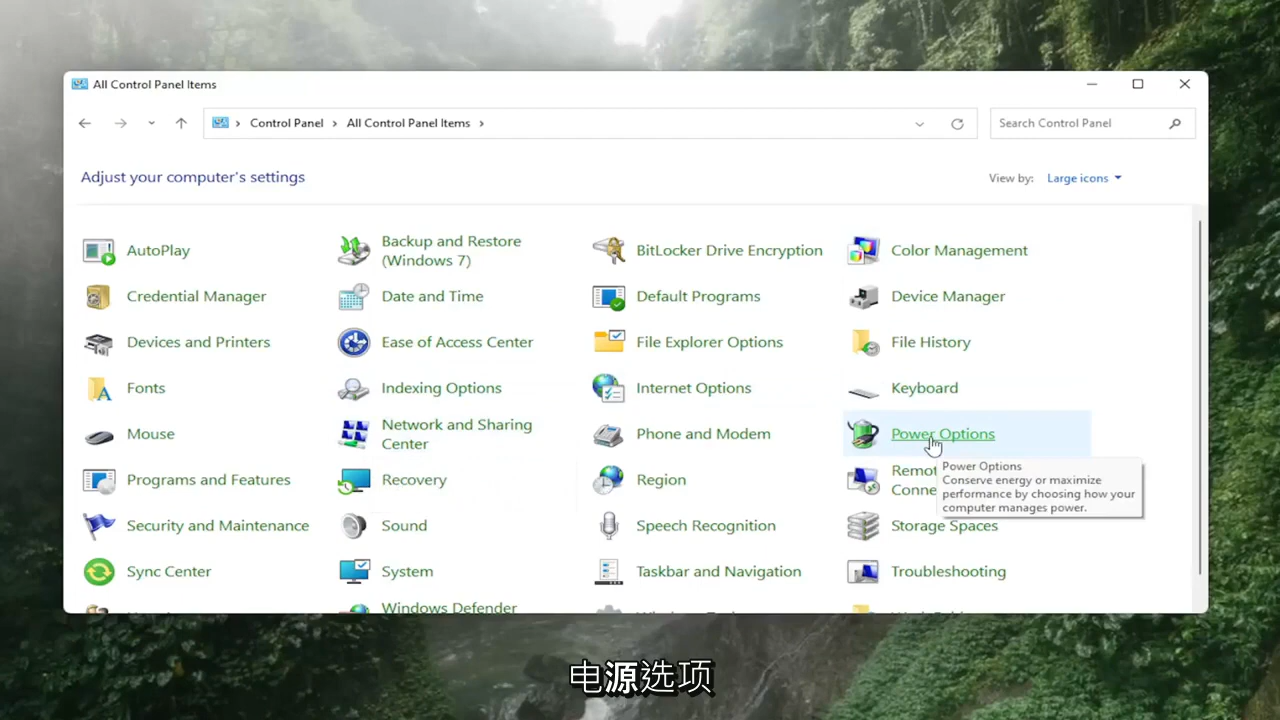 All Control Panel Items
Control Panel
All Control Panel Items
Search Control Panel
Adjust your computer's settings
View by:
Large icons
AutoPlay
Backup and Restore
(Windows 7)
BitLocker Drive Encryption
Color Management
Credential Manager
Date and Time
Default Programs
Device Manager
Devices and Printers
Ease of Access Center
File Explorer Options
File History
Fonts
Indexing Options
Internet Options
Keyboard
Mouse
Network and Sharing
Center
Phone and Modem
Power Options
Programs and Features
Recovery
Region
Power Options
Conserve energy or maximize
performance by choosing how your
computer manages power.
Security and Maintenance
Sound
Speech Recognition
Storage Spaces
Sync Center
System
Taskbar and Navigation
Troubleshooting
Windows Defender
电源选项